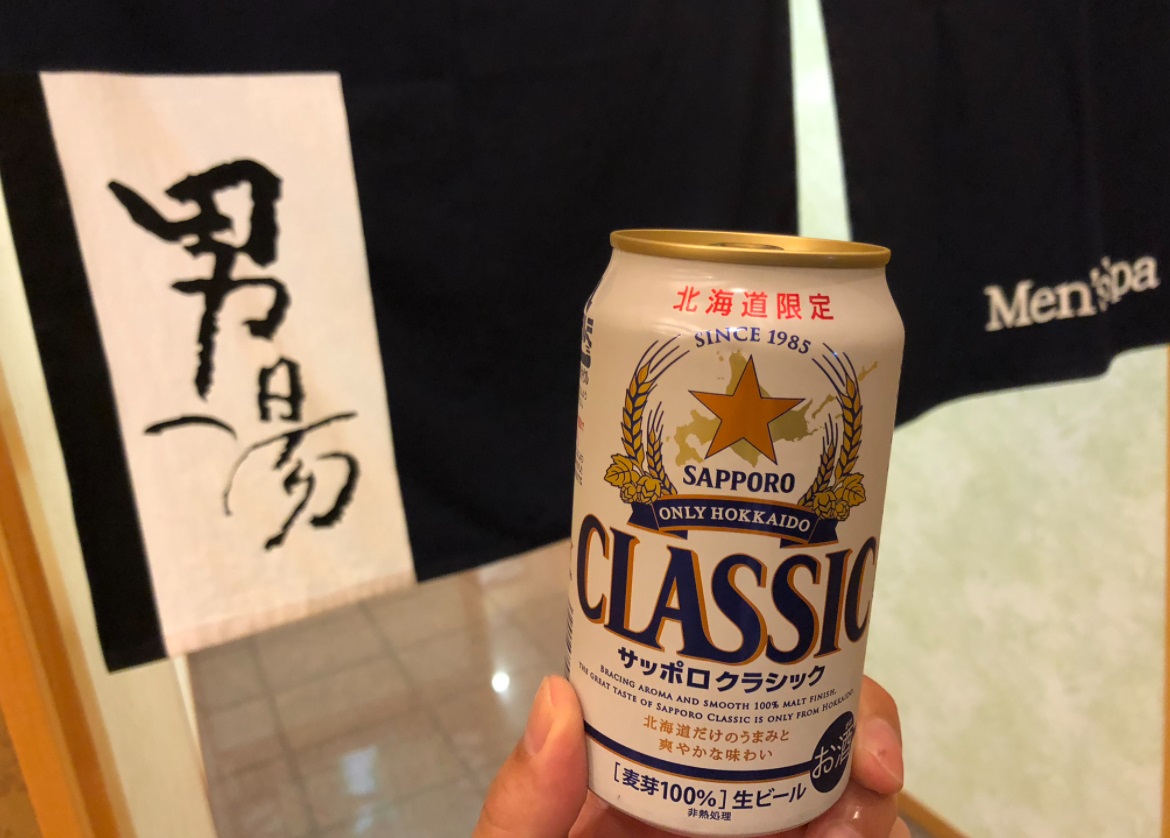 男湯
Men's spa
北海道限定
SINCE 1985
SAPPORO
ONLY HOKKAIDO
CLASSIC
サッポロクラシック
BRACING AROMA AND SMOOTH 100% MALT FINISH.
THE GREAT TASTE OF SAPPORO CLASSIC IS ONLY FROM HOKKAIDO.
北海道だけのうまみと
爽やかな味わい
お酒
[麦芽100%]生ビール
非熱処理